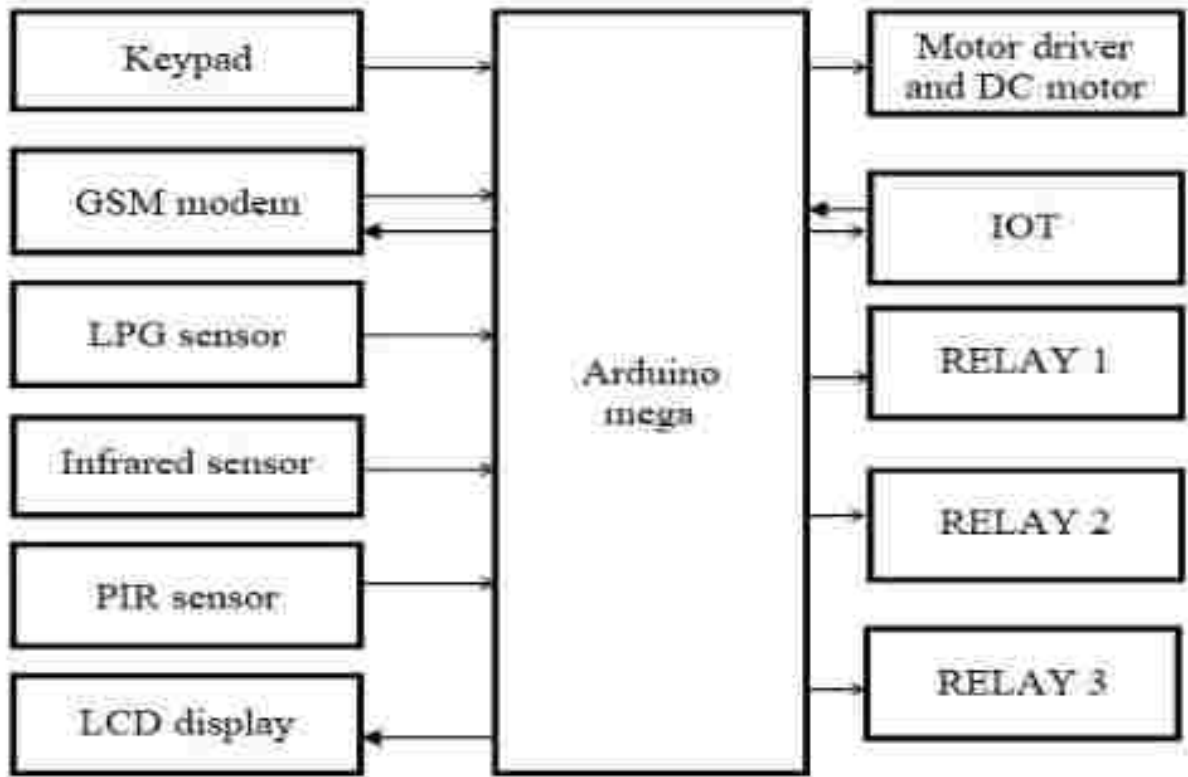 Keypad
GSM modem
LPG sensor
Infrared sensor
PIR sensor
LCD display
Arduino
mega
Motor driver
and DC motor
IOT
RELAY 1
RELAY 2
RELAY 3